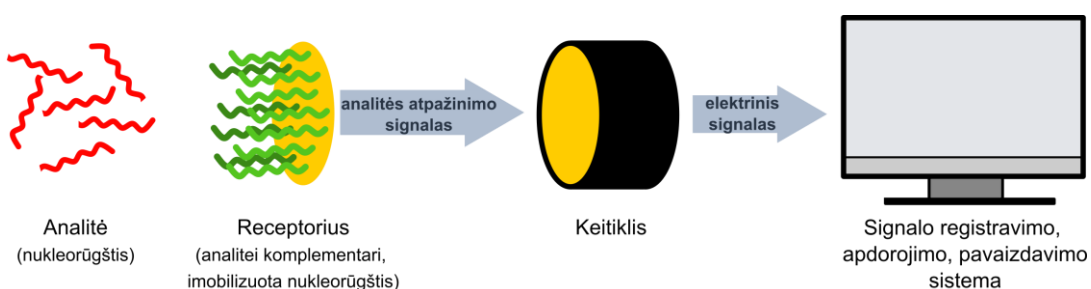 analitės atpažinimo
signalas
elektrinis
signalas
Analitė
(nukleorūgštis)
Receptorius
(analitei komplementari,
imobilizuota nukleorūgštis)
Keitiklis
Signalo registravimo,
apdorojimo, pavaizdavimo
sistema